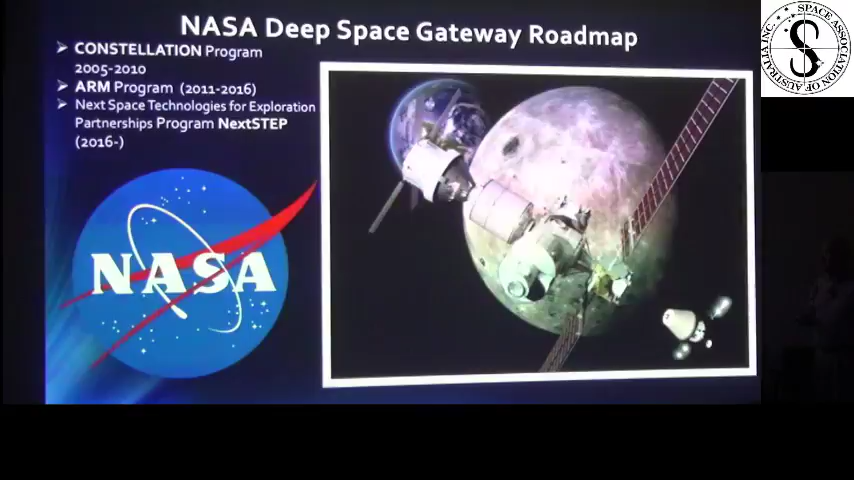 NASA Deep Space Gateway Roadmap
➤ CONSTELLATION Program
2005-2010
➤ ARM Program (2011-2016)
➤ Next Space Technologies for Exploration
Partnerships Program NextSTEP
(2016-)
NASA
SPACE ASSOCIATION OF AUSTRALIA INC.
S